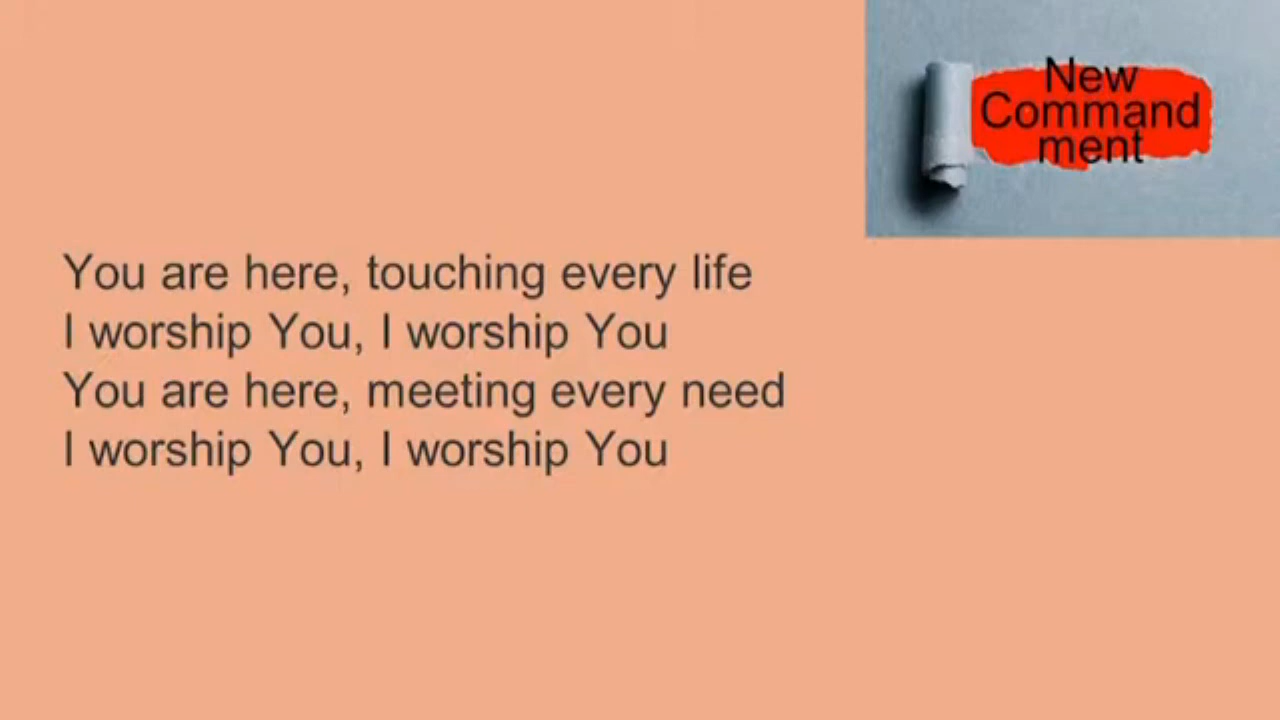 New
Command
ment
You are here, touching every life
I worship You, I worship You
You are here, meeting every need
I worship You, I worship You